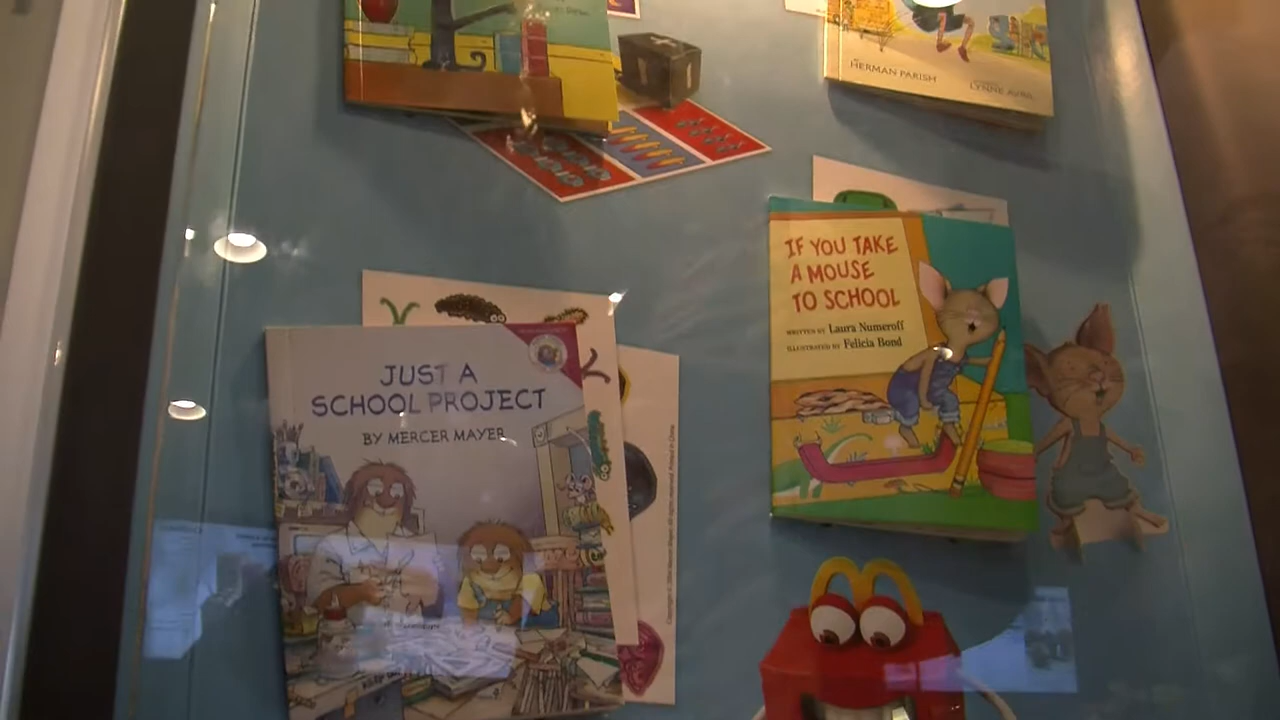 HERMAN PARISH
LYNNE AVRIL
IF YOU TAKE
A MOUSE
TO SCHOOL
WRITTEN BY Laura Numeroff
ILLUSTRATED BY Felicia Bond
JUST A
SCHOOL PROJECT
BY MERCER MAYER